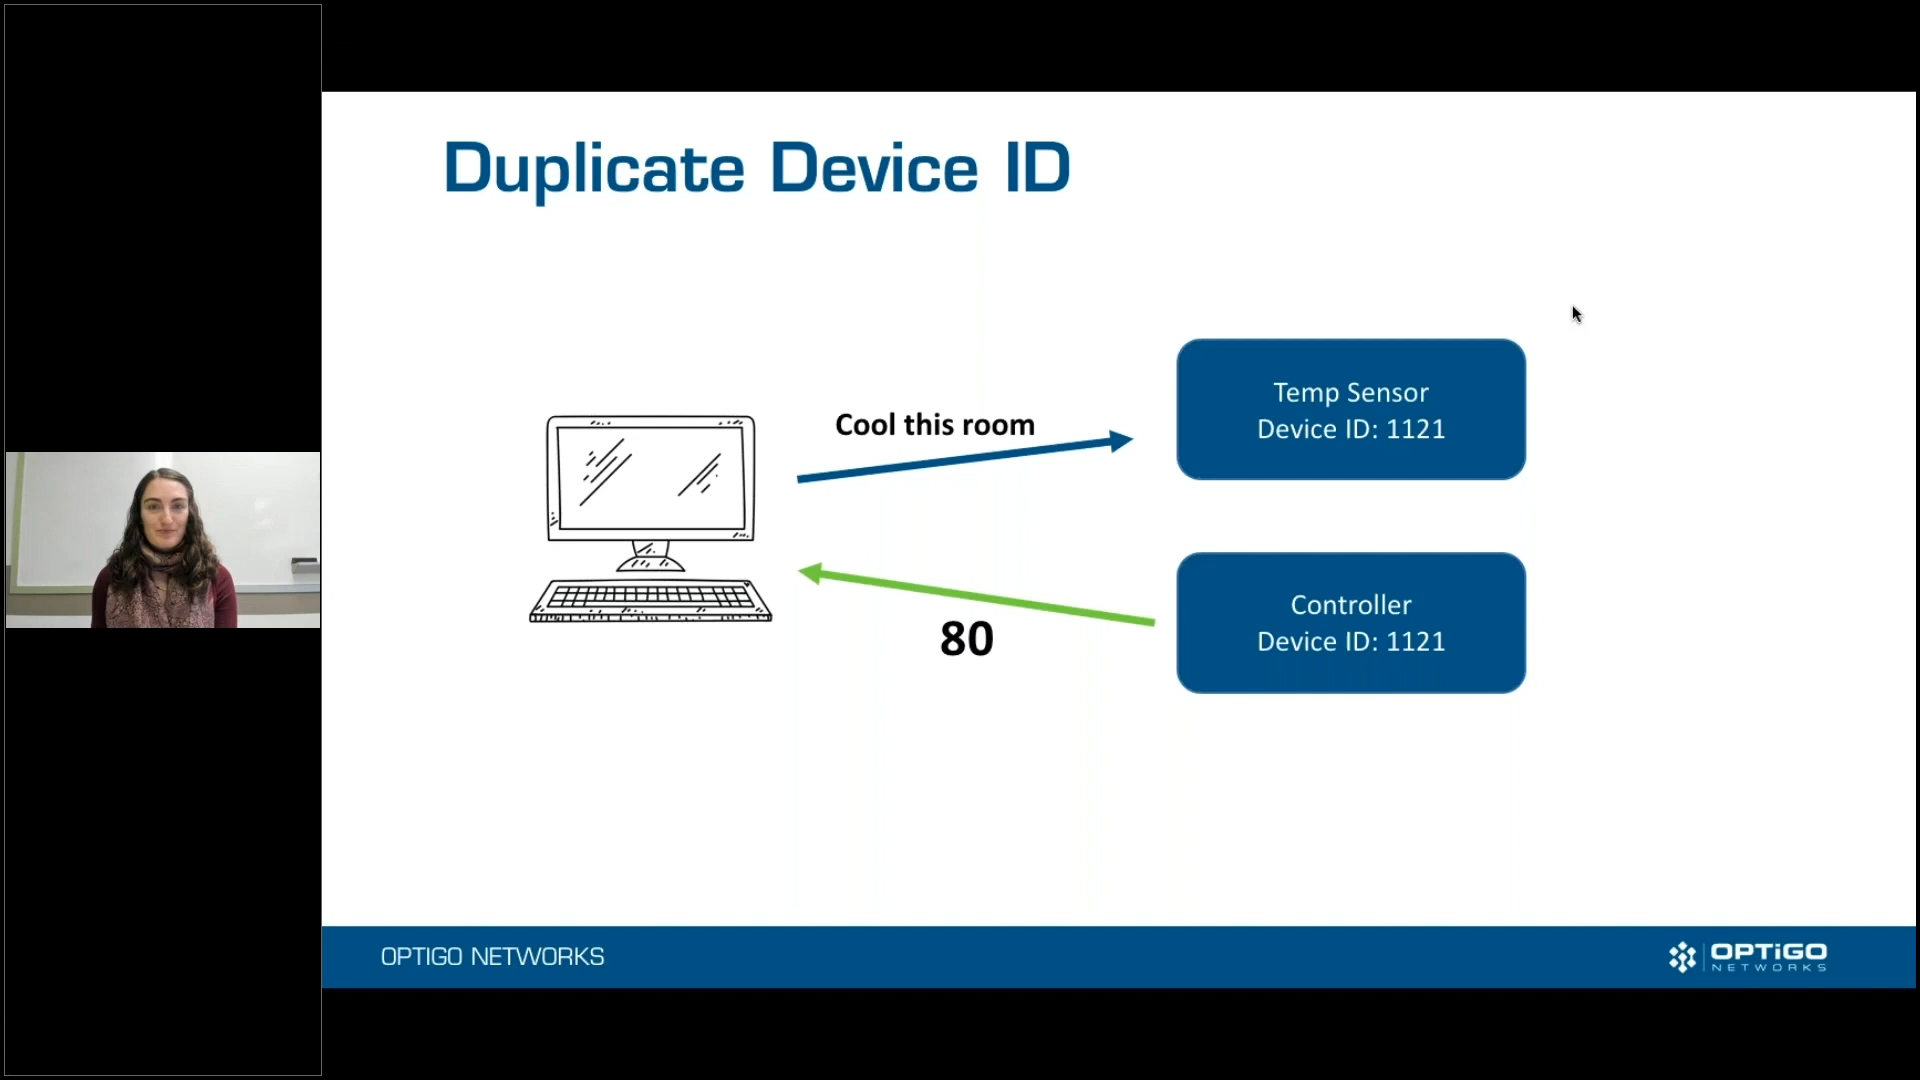 Duplicate Device ID
Cool this room
Temp Sensor
Device ID: 1121
80
Controller
Device ID: 1121
OPTIGO NETWORKS
OPTiGO
NETWORKS